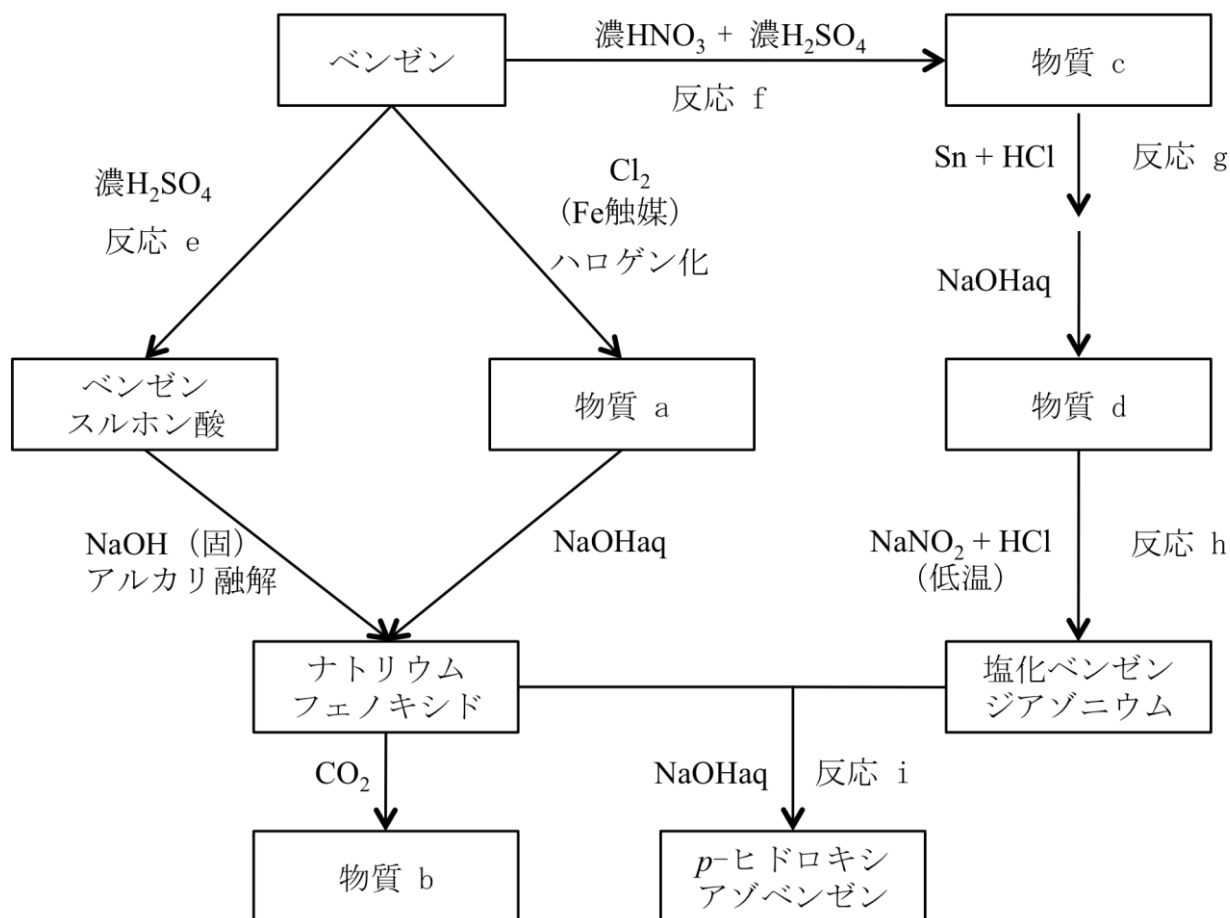 ベンゼン
濃HNO3 + 濃H2SO4
反応 f
物質 c
濃H2SO4
反応 e
Cl2
(Fe触媒)
ハロゲン化
Sn + HCl
反応 g
NaOHaq
ベンゼン
スルホン酸
物質 a
物質 d
NaOH（固）
アルカリ融解
NaOHaq
NaNO2 + HCl
（低温）
反応 h
ナトリウム
フェノキシド
塩化ベンゼン
ジアゾニウム
CO2
NaOHaq
反応 i
物質 b
p-ヒドロキシ
アゾベンゼン